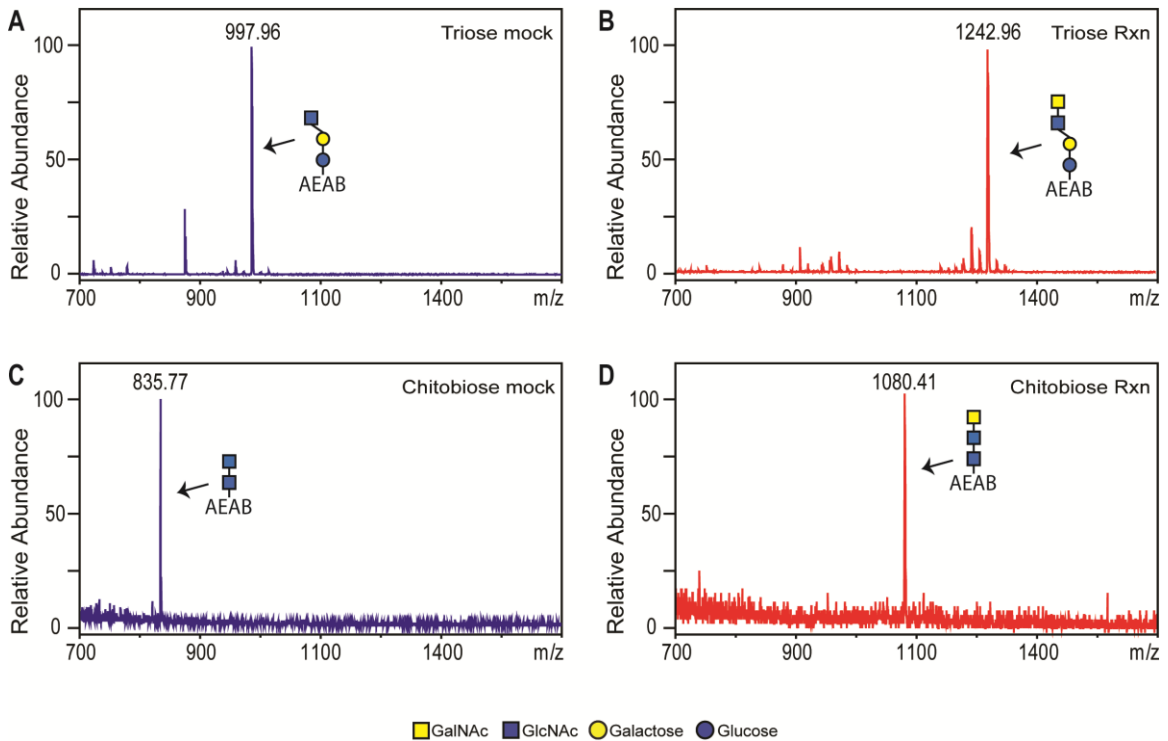 A
Triose mock
997.96
Relative Abundance
100
50
0
AEAB
700 900 1100 1400 m/z
B
Triose Rxn
1242.96
Relative Abundance
100
50
0
AEAB
700 900 1100 1400 m/z
C
Chitobiose mock
835.77
Relative Abundance
100
50
0
AEAB
700 900 1100 1400 m/z
D
Chitobiose Rxn
1080.41
Relative Abundance
100
50
0
AEAB
700 900 1100 1400 m/z
GalNAc GlcNAc Galactose Glucose